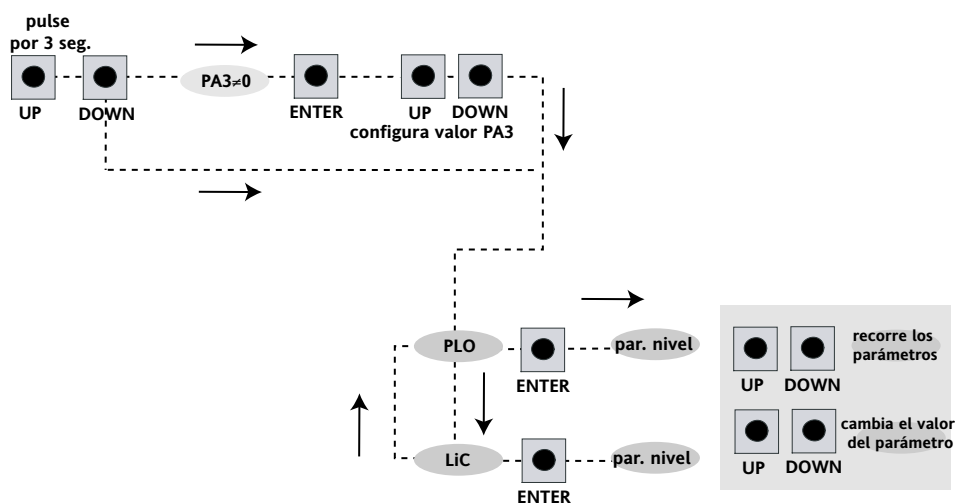 pulse
por 3 seg.
PA3≠0
UP
DOWN
ENTER
UP
DOWN
configura valor PA3
PLO
par. nivel
ENTER
LiC
par. nivel
ENTER
recorre los
parámetros
UP
DOWN
cambia el valor
del parámetro
UP
DOWN